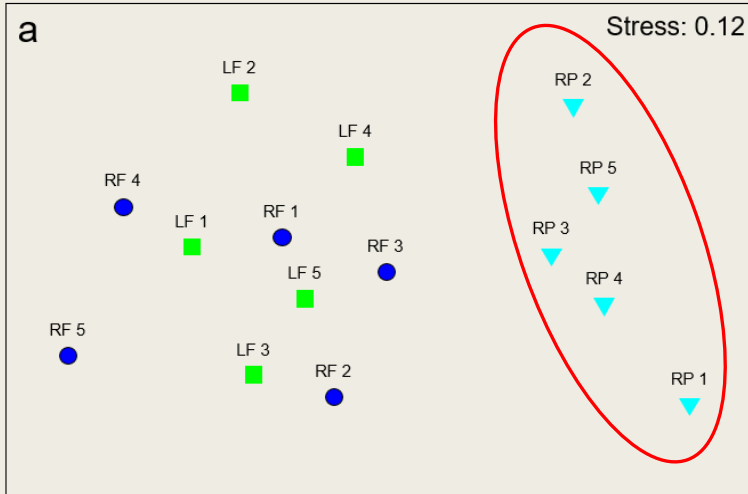 a
Stress: 0.12
LF 2
RP 2
LF 4
RP 5
RF 4
LF 1
RF 1
RP 3
RF 3
LF 5
RP 4
RF 5
LF 3
RF 2
RP 1